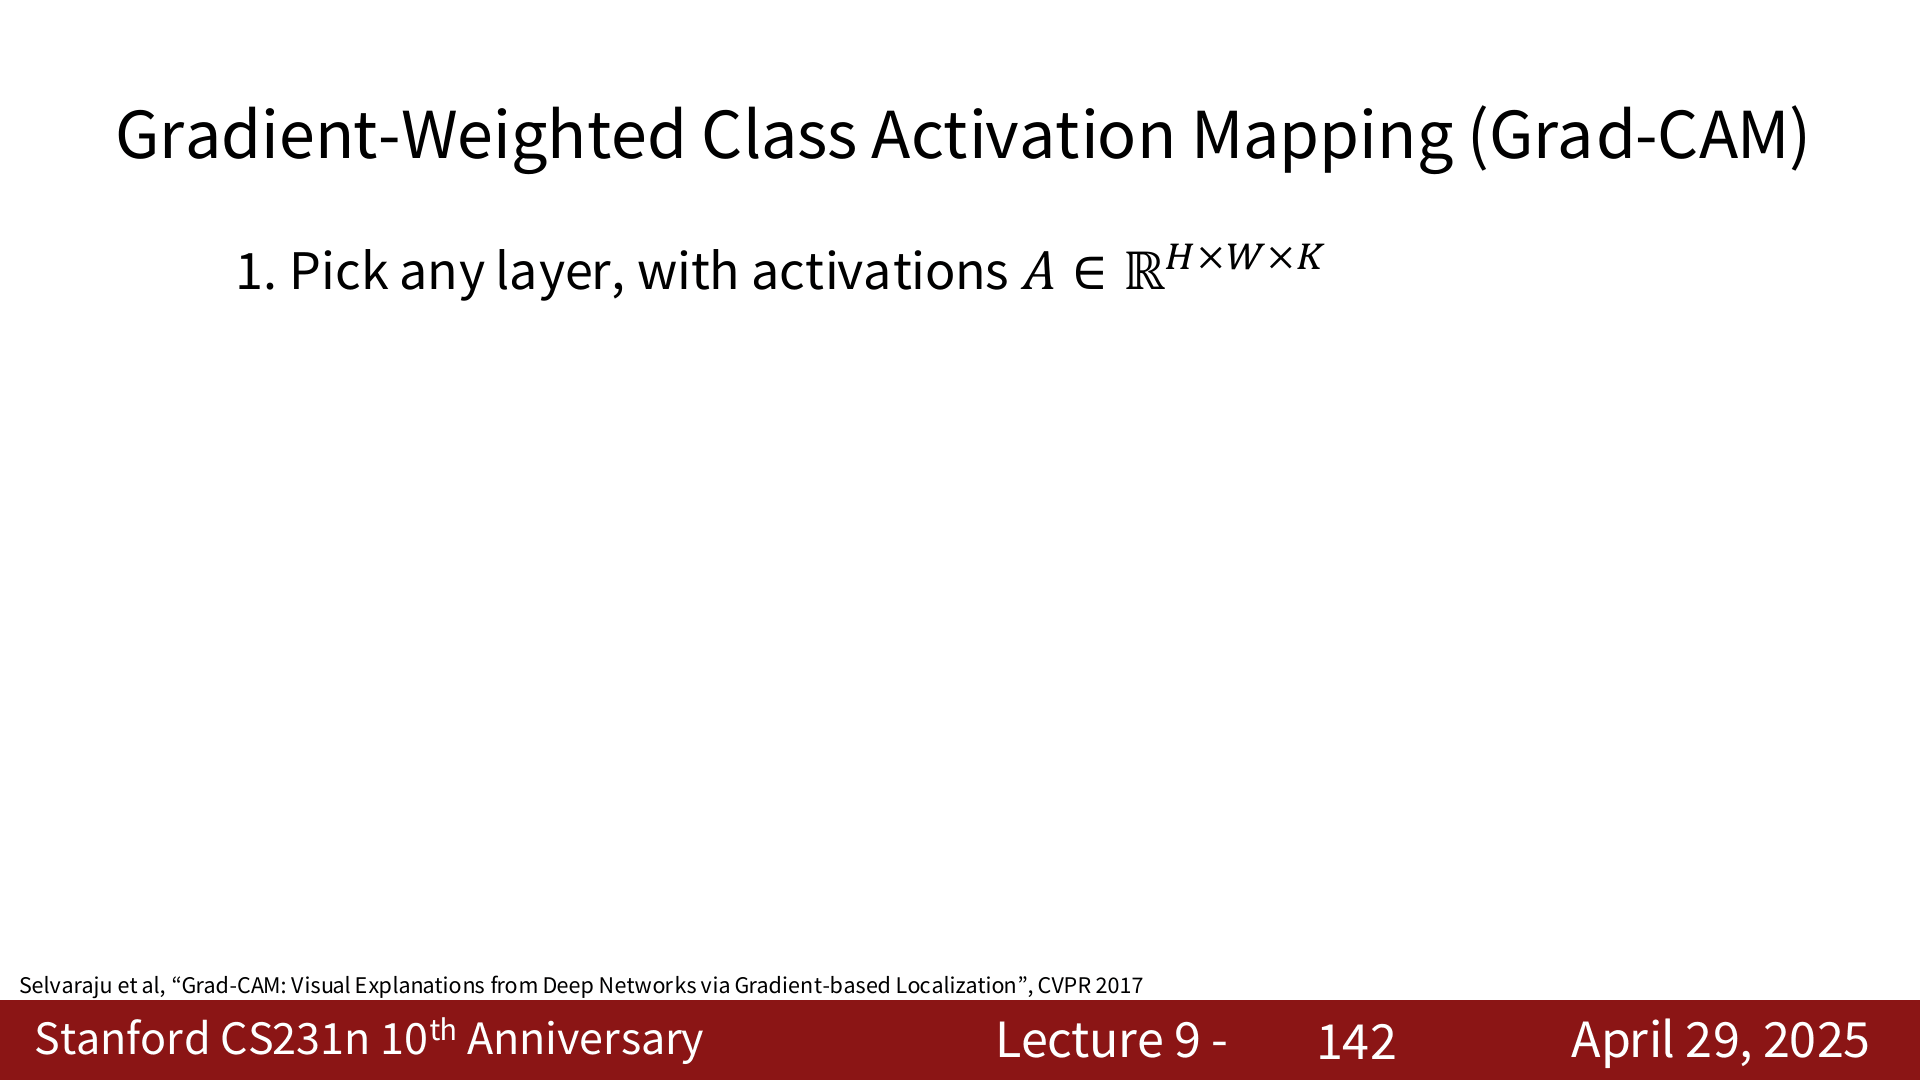 Gradient-Weighted Class Activation Mapping (Grad-CAM)
1. Pick any layer, with activations 𝐴 ∈ ℝ^{𝐻×𝑊×𝐾}
Selvaraju et al, “Grad-CAM: Visual Explanations from Deep Networks via Gradient-based Localization”, CVPR 2017
Stanford CS231n 10th Anniversary Lecture 9 - 142 April 29, 2025